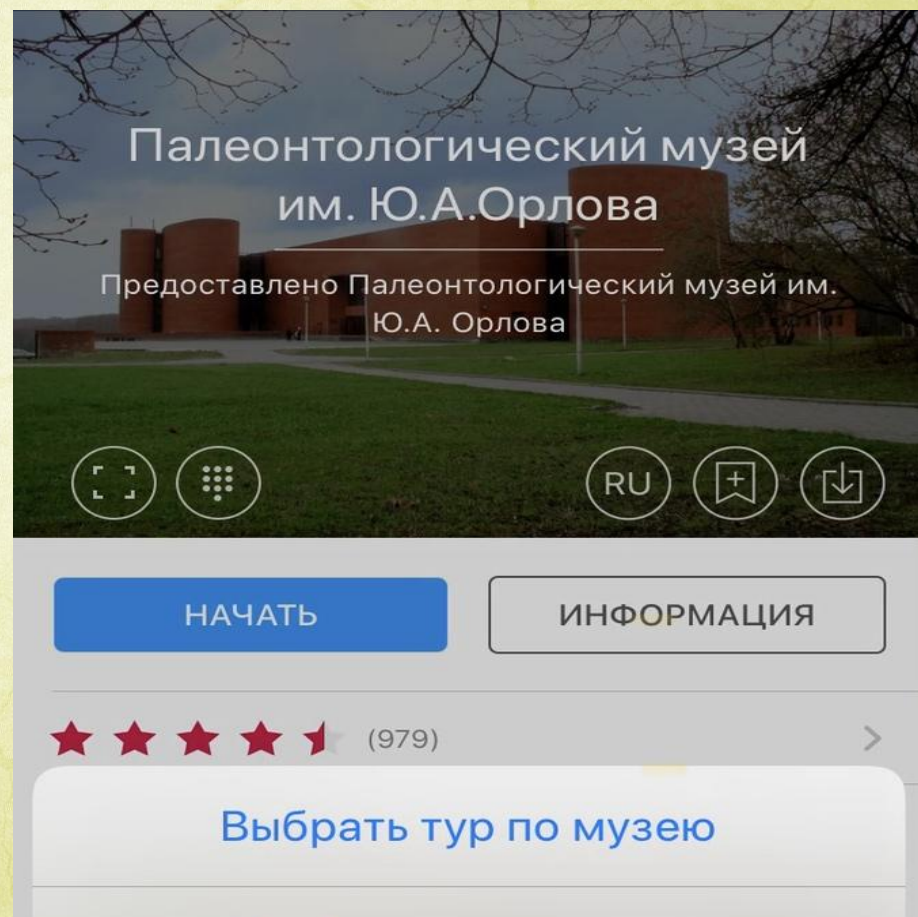 Палеонтологический музей
им. Ю.А.Орлова
Предоставлено Палеонтологический музей им.
Ю.А. Орлова
RU
НАЧАТЬ
ИНФОРМАЦИЯ
(979)
Выбрать тур по музею